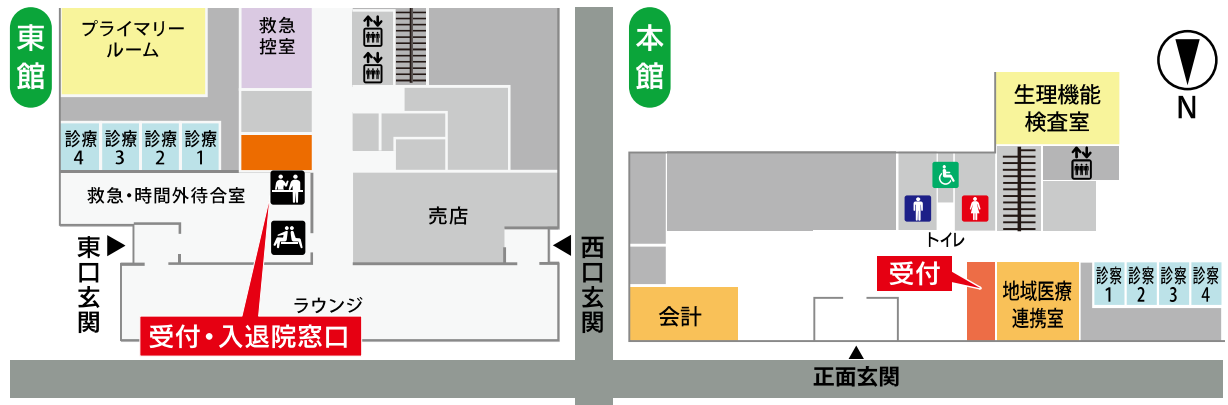 東館
プライマリー
ルーム
救急
控室
診療
4
診療
3
診療
2
診療
1
救急・時間外待合室
売店
東口玄関
西口玄関
ラウンジ
受付・入退院窓口
本館
N
生理機能
検査室
トイレ
受付
会計
地域医療
連携室
診察
1
診察
2
診察
3
診察
4
正面玄関